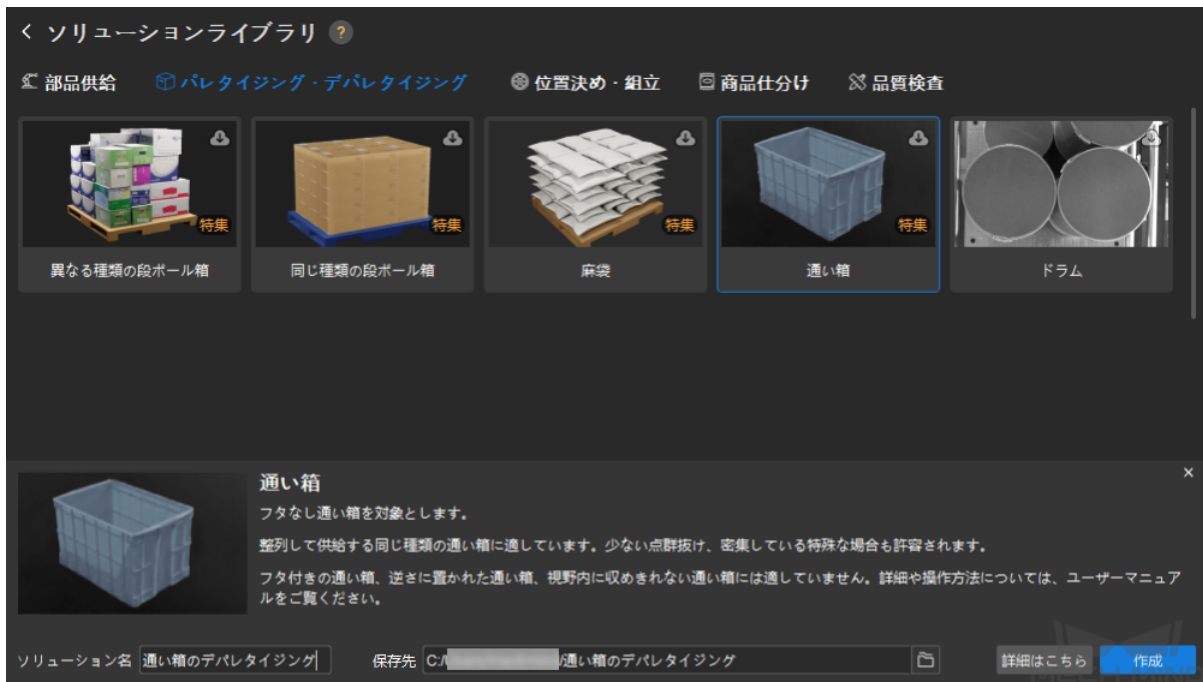 ソリューションライブラリ ?
部品供給 パレタイジング・デパレタイジング 位置決め・組立 商品仕分け 品質検査
特集 特集 特集 特集
異なる種類の段ボール箱 同じ種類の段ボール箱 麻袋 通い箱 ドラム
通い箱
フタなし通い箱を対象とします。
整列して供給する同じ種類の通い箱に適しています。少ない点群抜け、密集している特殊な場合も許容されます。
フタ付きの通い箱、逆さに置かれた通い箱、視野内に収めきれない通い箱には適していません。詳細や操作方法については、ユーザーマニュア
ルをご覧ください。
ソリューション名 通い箱のデパレタイジング 保存先 C:/ /通い箱のデパレタイジング 詳細はこちら 作成